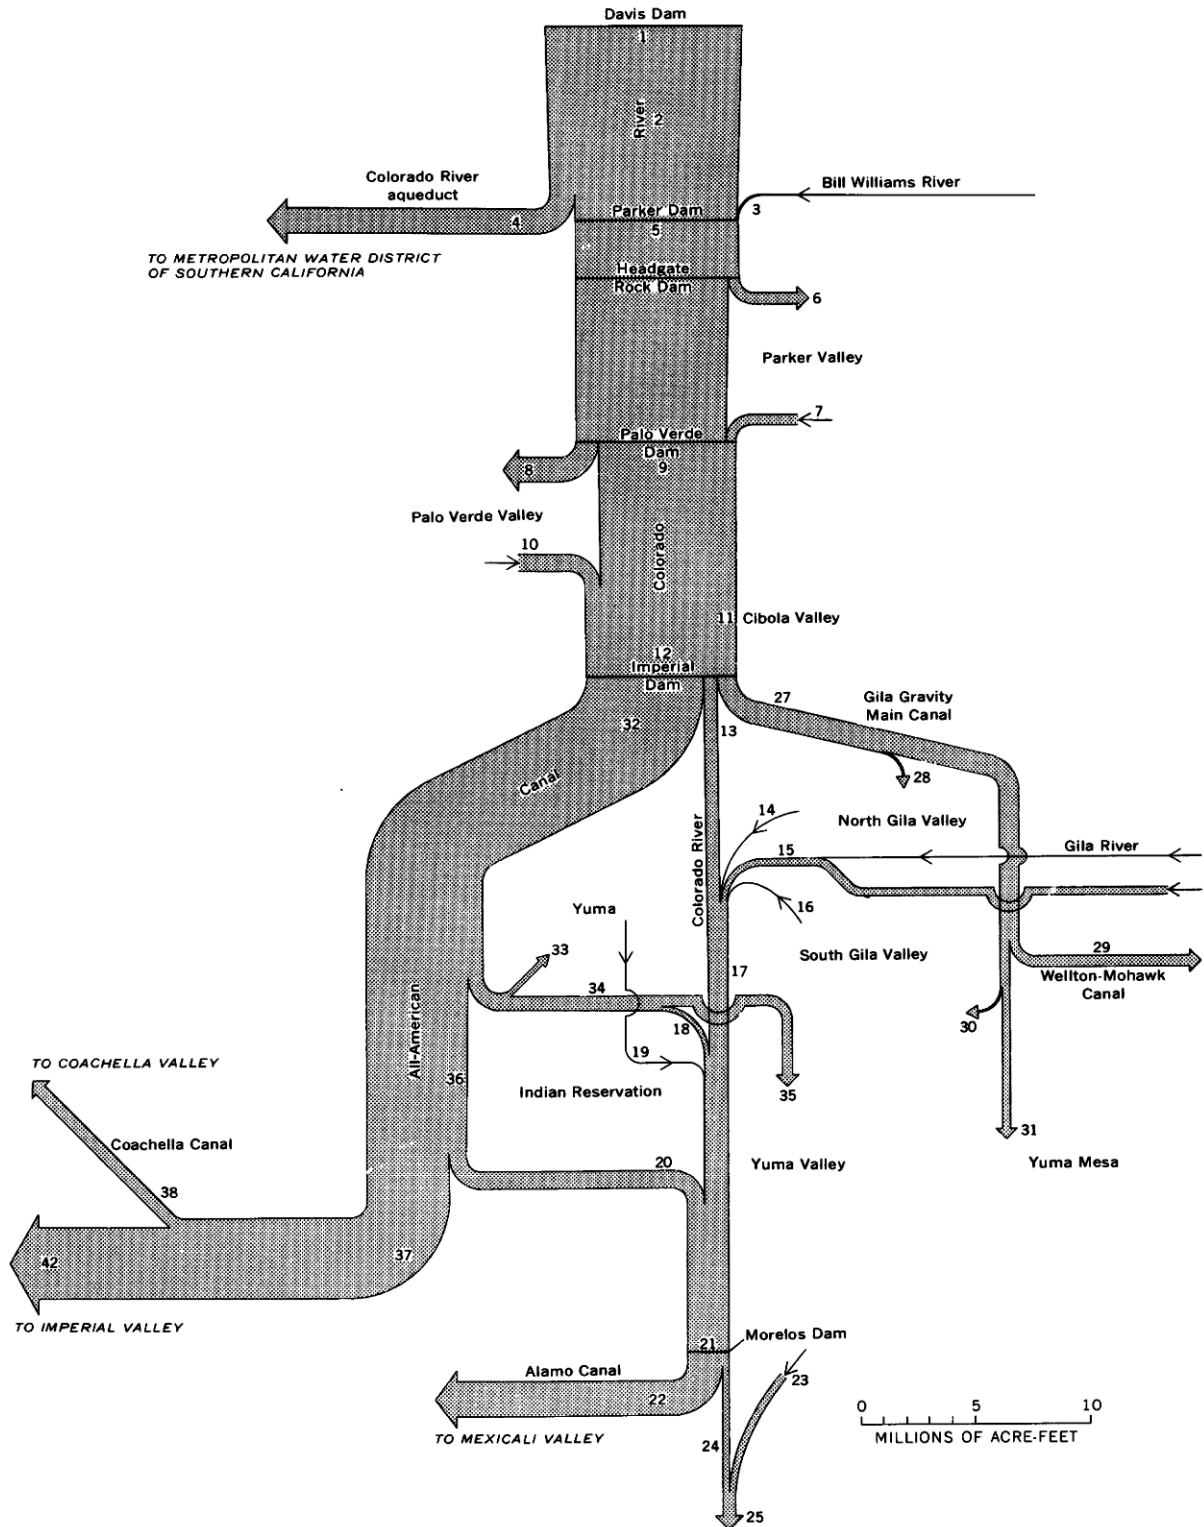 Davis Dam
1
River
2
Colorado River
aqueduct
Bill Williams River
4
3
Parker Dam
5
TO METROPOLITAN WATER DISTRICT
OF SOUTHERN CALIFORNIA
Headgate
Rock Dam
6
Parker Valley
7
Palo Verde
Dam
8
9
Palo Verde Valley
10
Colorado
11
Cibola Valley
12
Imperial
Dam
27
Gila Gravity
Main Canal
32
13
28
Canal
14
North Gila Valley
Colorado River
15
Gila River
Yuma
16
33
17
South Gila Valley
29
Wellton-Mohawk
Canal
34
18
30
All-American
19
TO COACHELLA VALLEY
36
Indian Reservation
35
31
Coachella Canal
20
Yuma Valley
Yuma Mesa
38
42
37
TO IMPERIAL VALLEY
21
Morelos Dam
Alamo Canal
22
23
TO MEXICALI VALLEY
24
0 5 10
MILLIONS OF ACRE-FEET
25